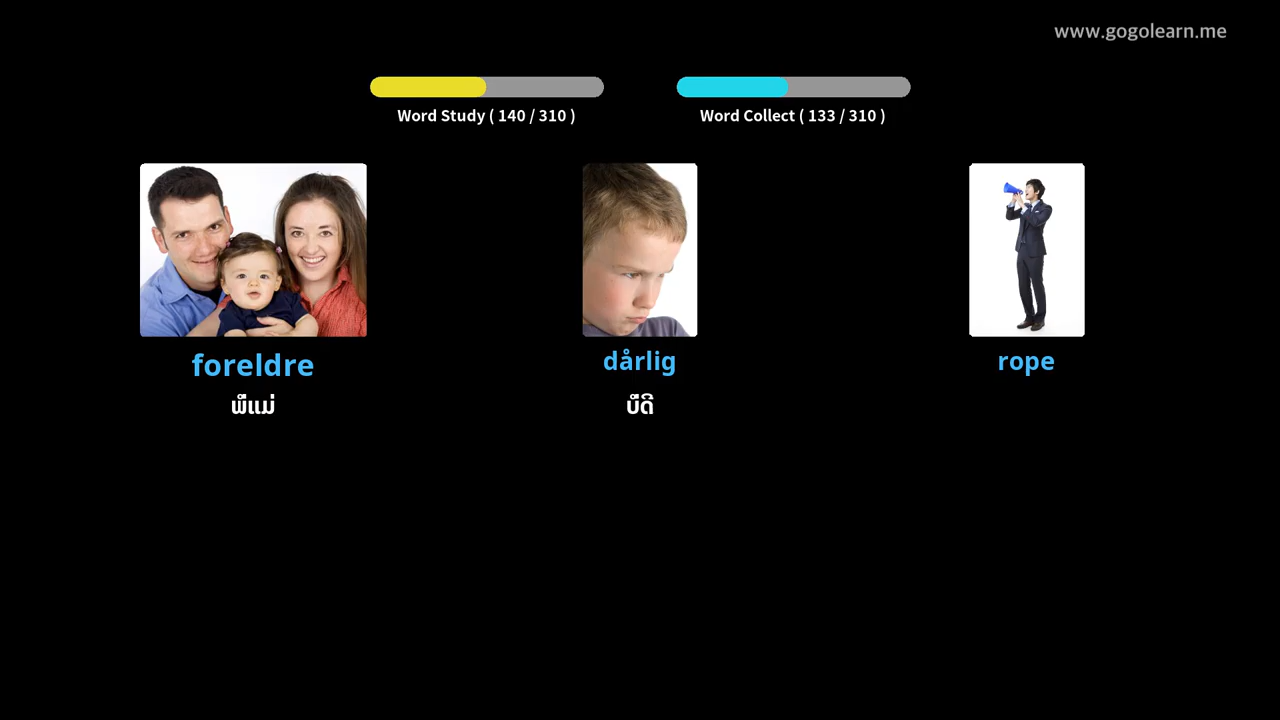 www.gogolearn.me
Word Study ( 140 / 310 )
Word Collect ( 133 / 310 )
foreldre
dårlig
rope
ພໍ່ແມ່
ບໍ່ດີ